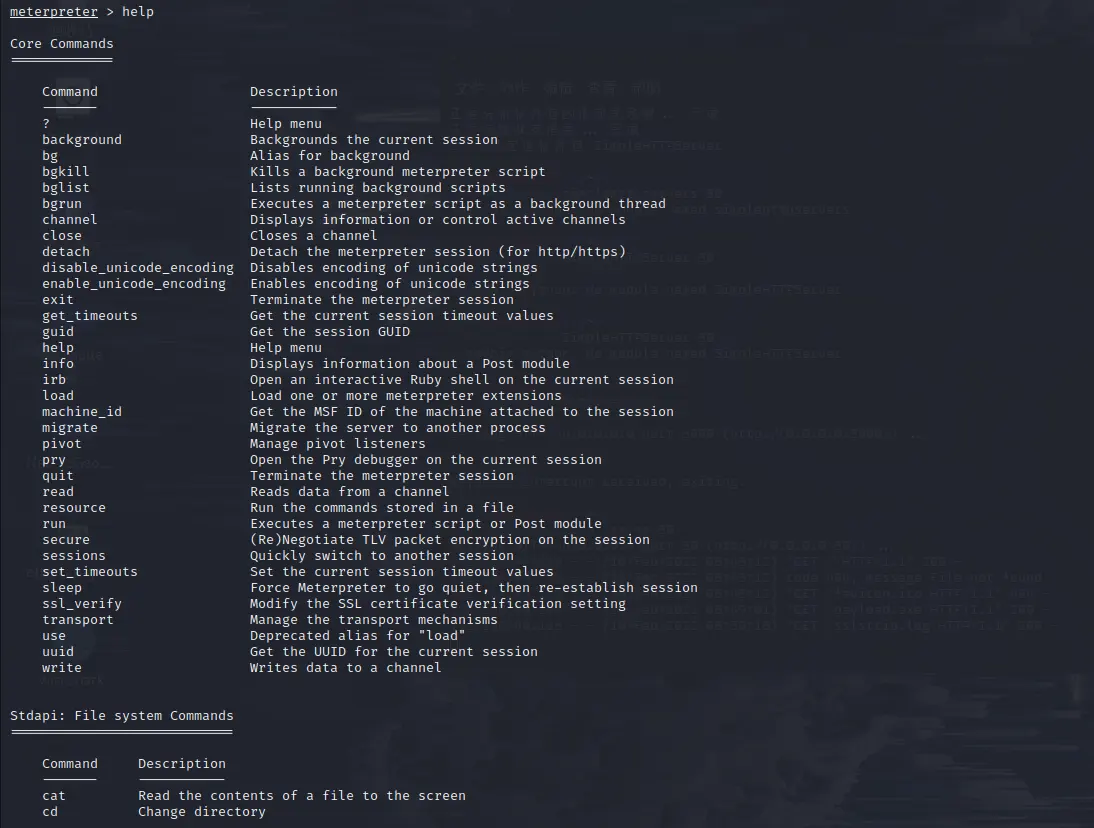 meterpreter > help
Core Commands
Command Description
? Help menu
background Backgrounds the current session
bg Alias for background
bgkill Kills a background meterpreter script
bglist Lists running background scripts
bgrun Executes a meterpreter script as a background thread
channel Displays information or control active channels
close Closes a channel
detach Detach the meterpreter session (for http/https)
disable_unicode_encoding Disables encoding of unicode strings
enable_unicode_encoding Enables encoding of unicode strings
exit Terminate the meterpreter session
get_timeouts Get the current session timeout values
guid Get the session GUID
help Help menu
info Displays information about a Post module
irb Open an interactive Ruby shell on the current session
load Load one or more meterpreter extensions
machine_id Get the MSF ID of the machine attached to the session
migrate Migrate the server to another process
pivot Manage pivot listeners
pry Open the Pry debugger on the current session
quit Terminate the meterpreter session
read Reads data from a channel
resource Run the commands stored in a file
run Executes a meterpreter script or Post module
secure (Re)Negotiate TLV packet encryption on the session
sessions Quickly switch to another session
set_timeouts Set the current session timeout values
sleep Force Meterpreter to go quiet, then re-establish session
ssl_verify Modify the SSL certificate verification setting
transport Manage the transport mechanisms
use Deprecated alias for "load"
uuid Get the UUID for the current session
write Writes data to a channel
Stdapi: File system Commands
Command Description
cat Read the contents of a file to the screen
cd Change directory